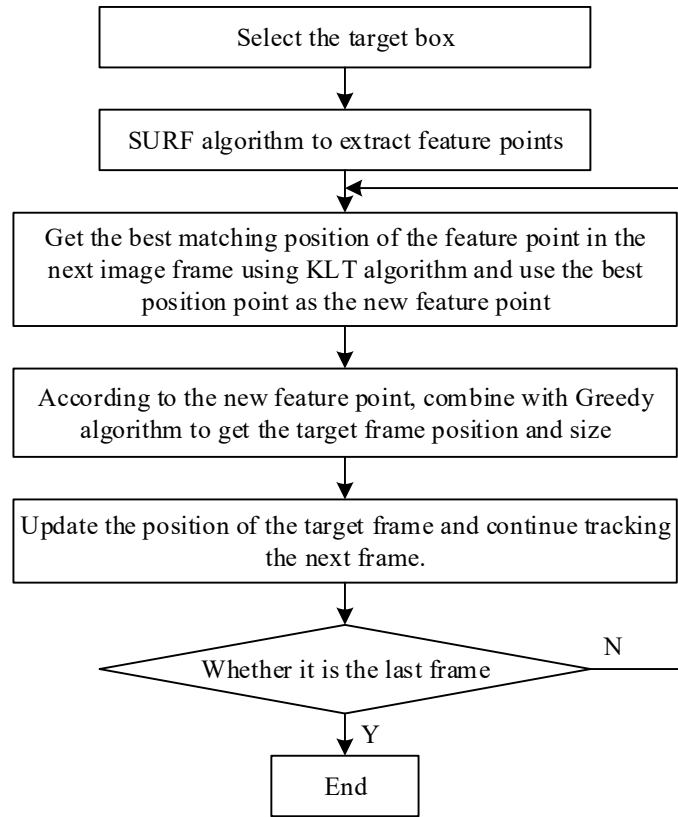 Select the target box
SURF algorithm to extract feature points
Get the best matching position of the feature point in the
next image frame using KLT algorithm and use the best
position point as the new feature point
According to the new feature point, combine with Greedy
algorithm to get the target frame position and size
Update the position of the target frame and continue tracking
the next frame.
Whether it is the last frame
N
Y
End